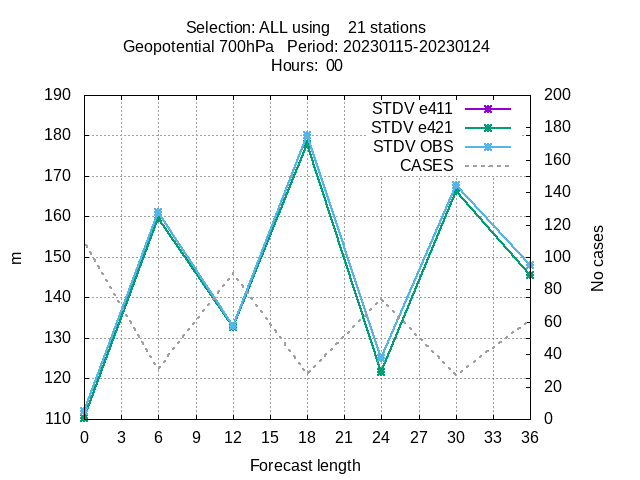 Selection: ALL using 21 stations
Geopotential 700hPa Period: 20230115-20230124
Hours: 00
STDV e411
STDV e421
STDV OBS
CASES
190
180
170
160
150
140
130
120
110
200
180
160
140
120
100
80
60
40
20
0
m
No cases
0 3 6 9 12 15 18 21 24 27 30 33 36
Forecast length